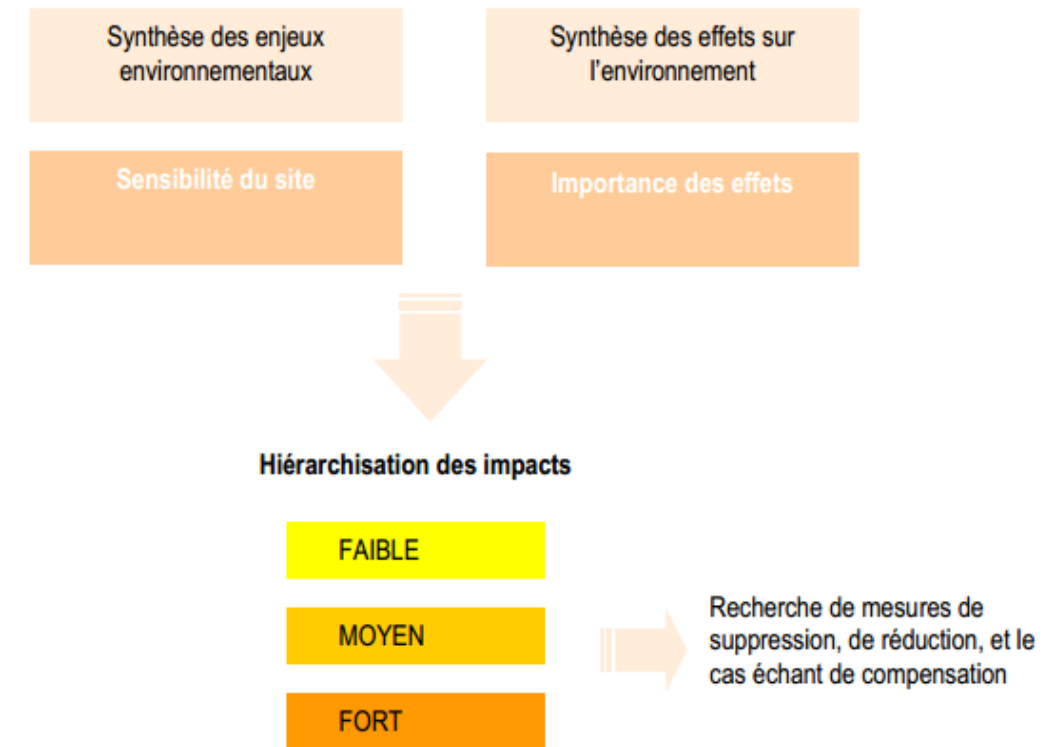 Synthèse des enjeux
environnementaux
Synthèse des effets sur
l'environnement
Sensibilité du site
Importance des effets
Hiérarchisation des impacts
FAIBLE
MOYEN
FORT
Recherche de mesures de
suppression, de réduction, et le
cas échant de compensation